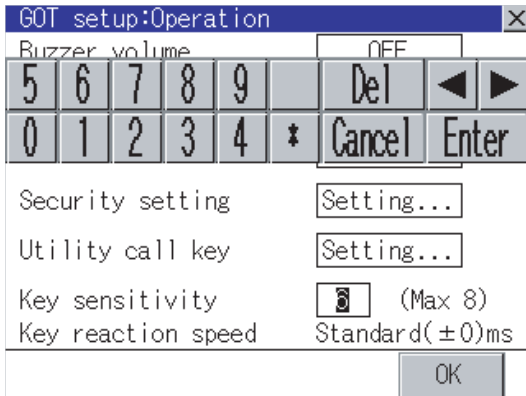 GOT setup:Operation ×
Buzzer volume OFF
5 6 7 8 9 Del ◀ ▶
0 1 2 3 4 * Cancel Enter
Security setting Setting...
Utility call key Setting...
Key sensitivity (Max 8)
Key reaction speed Standard(±0)ms
OK